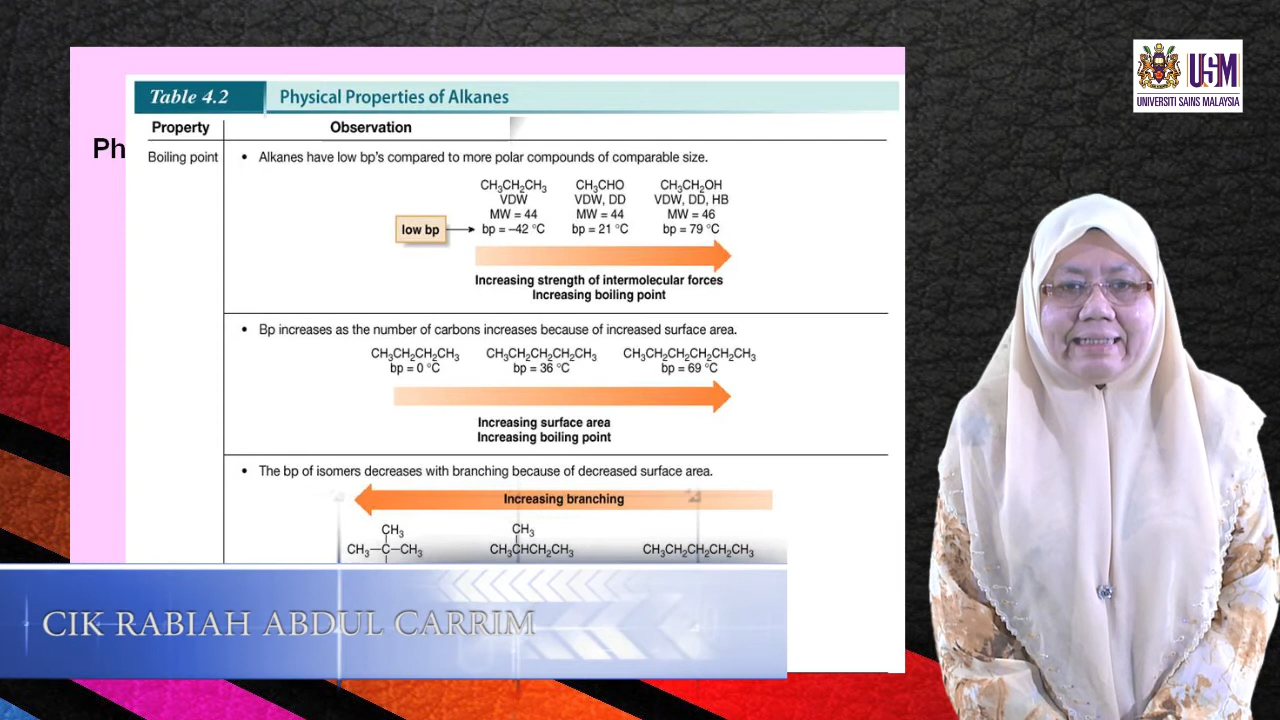 USM
UNIVERSITI SAINS MALAYSIA
Table 4.2 Physical Properties of Alkanes
Property Observation
Ph
Boiling point • Alkanes have low bp's compared to more polar compounds of comparable size.
CH₃CH₂CH₃ CH₃CHO CH₃CH₂OH
VDW VDW, DD VDW, DD, HB
MW = 44 MW = 44 MW = 46
low bp bp = –42 °C bp = 21 °C bp = 79 °C
Increasing strength of intermolecular forces
Increasing boiling point
• Bp increases as the number of carbons increases because of increased surface area.
CH₃CH₂CH₂CH₃ CH₃CH₂CH₂CH₂CH₃ CH₃CH₂CH₂CH₂CH₂CH₃
bp = 0 °C bp = 36 °C bp = 69 °C
Increasing surface area
Increasing boiling point
• The bp of isomers decreases with branching because of decreased surface area.
Increasing branching
CH₃ CH₃
CH₃–C–CH₃ CH₃CHCH₂CH₃ CH₃CH₂CH₂CH₂CH₃
CIK RABIAH ABDUL CARRIM